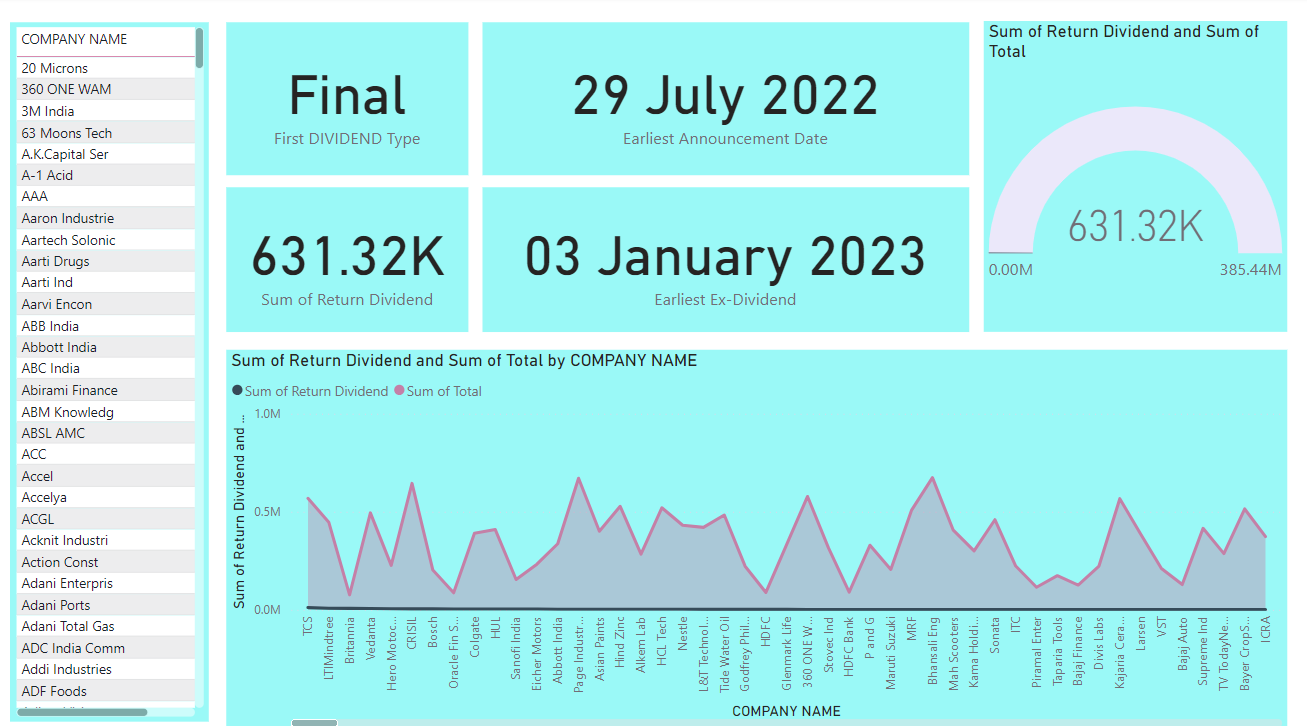 COMPANY NAME
20 Microns
360 ONE WAM
3M India
63 Moons Tech
A.K.Capital Ser
A-1 Acid
AAA
Aaron Industrie
Aartech Solonic
Aarti Drugs
Aarti Ind
Aarvi Encon
ABB India
Abbott India
ABC India
Abirami Finance
ABM Knowledg
ABSL AMC
ACC
Accel
Accelya
ACGL
Acknit Industri
Action Const
Adani Enterpris
Adani Ports
Adani Total Gas
ADC India Comm
Addi Industries
ADF Foods
Final
First DIVIDEND Type
29 July 2022
Earliest Announcement Date
631.32K
Sum of Return Dividend
03 January 2023
Earliest Ex-Dividend
Sum of Return Dividend and Sum of
Total
631.32K
0.00M
385.44M
Sum of Return Dividend and Sum of Total by COMPANY NAME
Sum of Return Dividend
Sum of Total
Sum of Return Dividend and ...
1.0M
0.5M
0.0M
TCS
LTIMindtree
Britannia
Vedanta
Hero Motoc...
CRISIL
Bosch
Oracle Fin S...
Colgate
HUL
Sanofi India
Eicher Motors
Abbott India
Page Industr...
Asian Paints
Hind Zinc
Alkem Lab
HCL Tech
Nestle
L&T Technol...
Tide Water Oil
Godfrey Phil...
HDFC
Glenmark Life
360 ONE W...
Stovec Ind
HDFC Bank
P and G
Maruti Suzuki
MRF
Bhansali Eng
Mah Scooters
Kama Holdi...
Sonata
ITC
Piramal Enter
Taparia Tools
Bajaj Finance
Divis Labs
Kajaria Cera...
Larsen
VST
Bajaj Auto
Supreme Ind
TV TodayNe...
Bayer CropS...
ICRA
COMPANY NAME